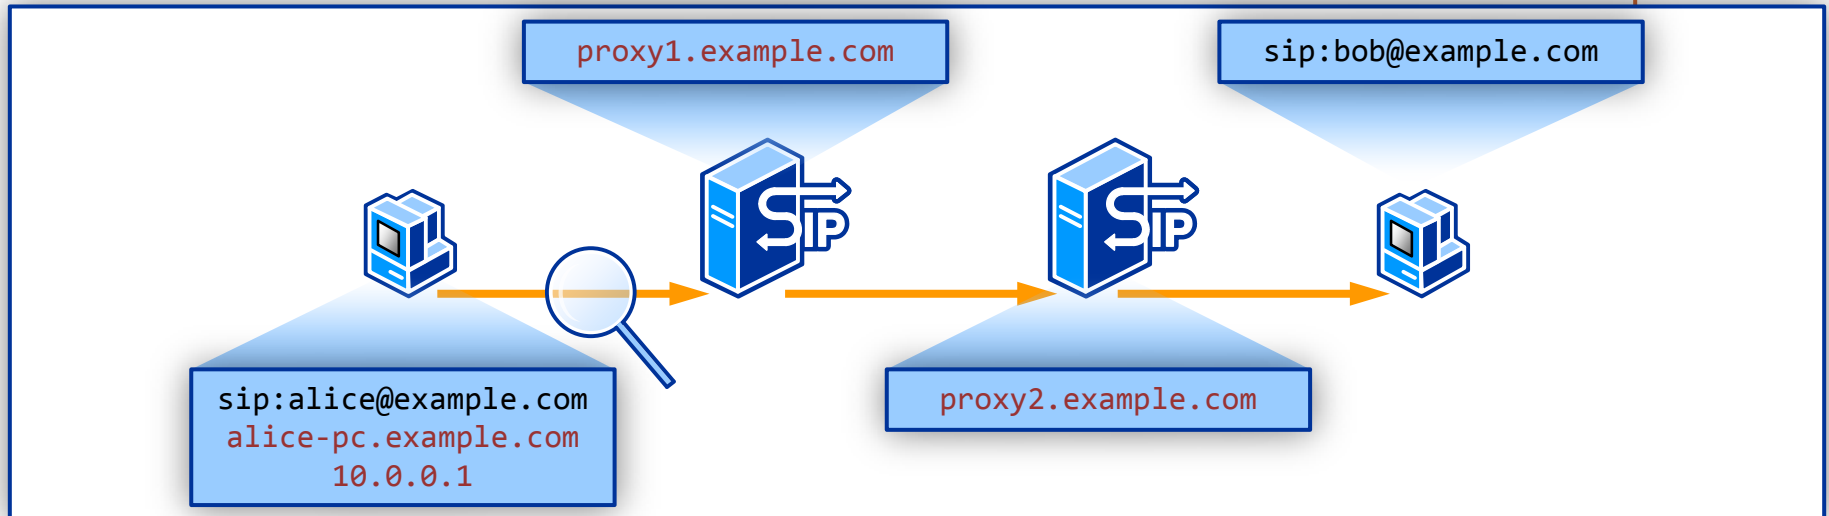 proxy1.example.com
sip:bob@example.com
SIP
SIP
sip:alice@example.com
alice-pc.example.com
10.0.0.1
proxy2.example.com